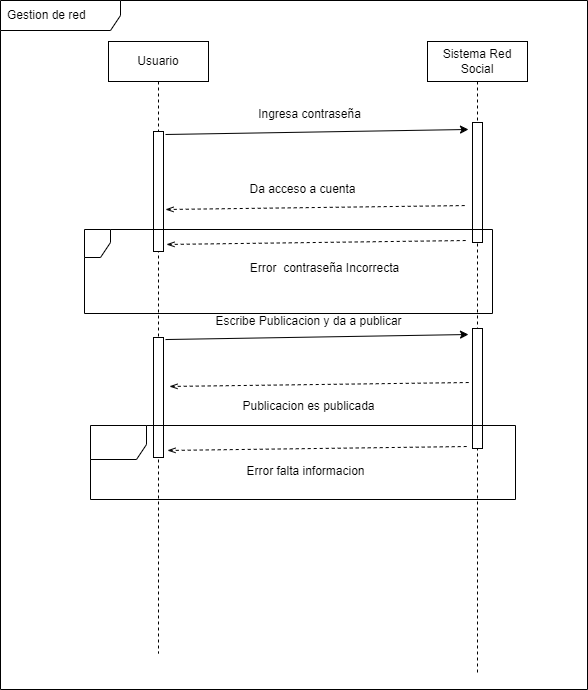 Gestion de red
Usuario
Sistema Red
Social
Ingresa contraseña
Da acceso a cuenta
Error  contraseña Incorrecta
Escribe Publicacion y da a publicar
Publicacion es publicada
Error falta informacion